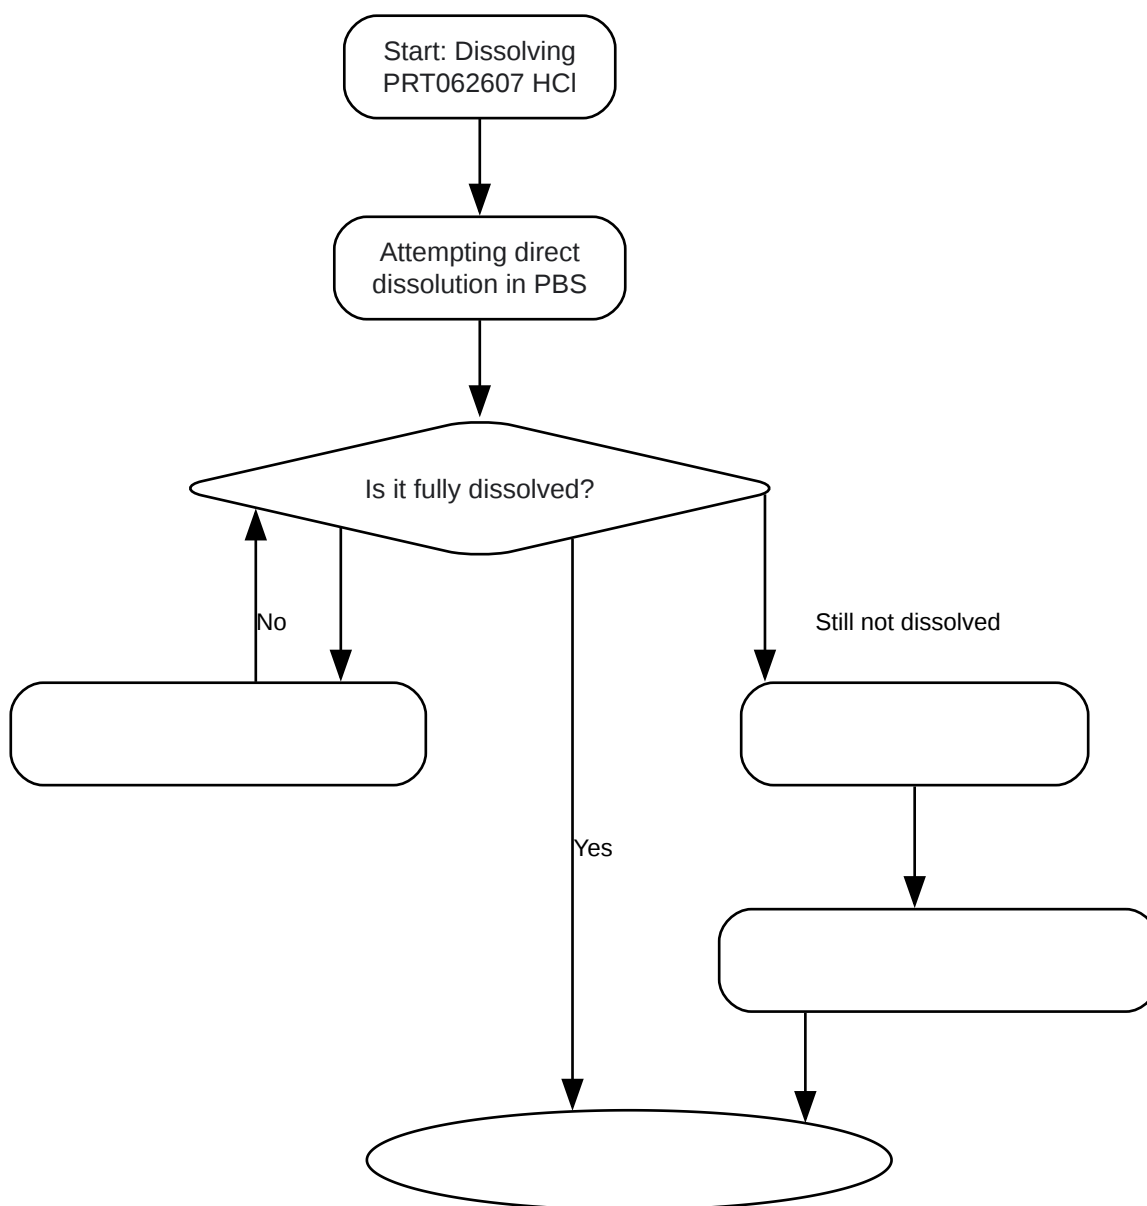 Start: Dissolving
PRT062607 HCl
Attempting direct
dissolution in PBS
Is it fully dissolved?
No
Still not dissolved
Yes